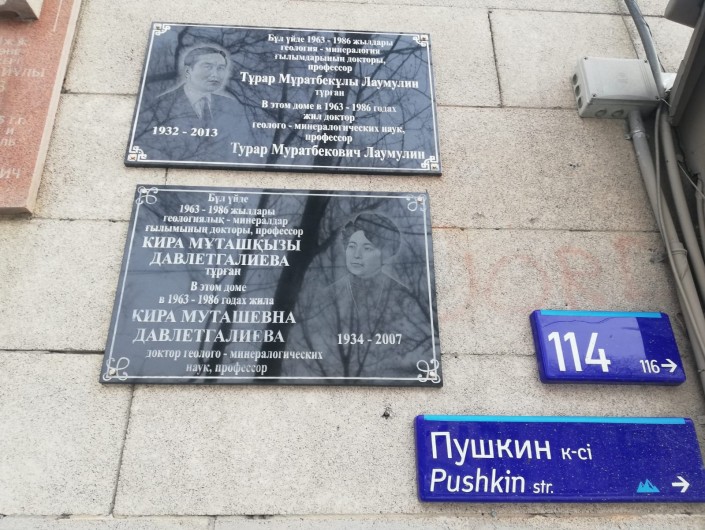 Бұл үйде 1963 - 1986 жылдары
геология - минералогия
ғылымдарының докторы,
профессор
Тұрар Мұратбекұлы Лаумулин
тұрған
В этом доме в 1963 - 1986 годах
жил доктор
геолого - минералогических наук,
профессор
Турар Муратбекович Лаумулин
1932 - 2013
Бұл үйде
1963 - 1986 жылдары
геологиялық - минералдар
ғылымының докторы, профессор
КИРА МҰТАШҚЫЗЫ
ДАВЛЕТГАЛИЕВА
тұрған
В этом доме
в 1963 - 1986 годах жила
КИРА МУТАШЕВНА
ДАВЛЕТГАЛИЕВА
доктор геолого - минералогических
наук, профессор
1934 - 2007
114
116→
Пушкин к-сі
Pushkin str.
→